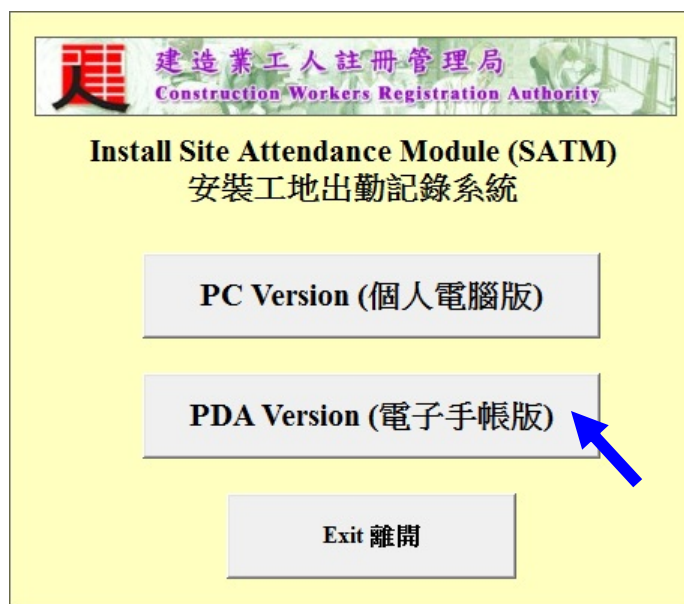 建造業工人註冊管理局
Construction Workers Registration Authority
Install Site Attendance Module (SATM)
安裝工地出勤記錄系統
PC Version (個人電腦版)
PDA Version (電子手帳版)
Exit 離開